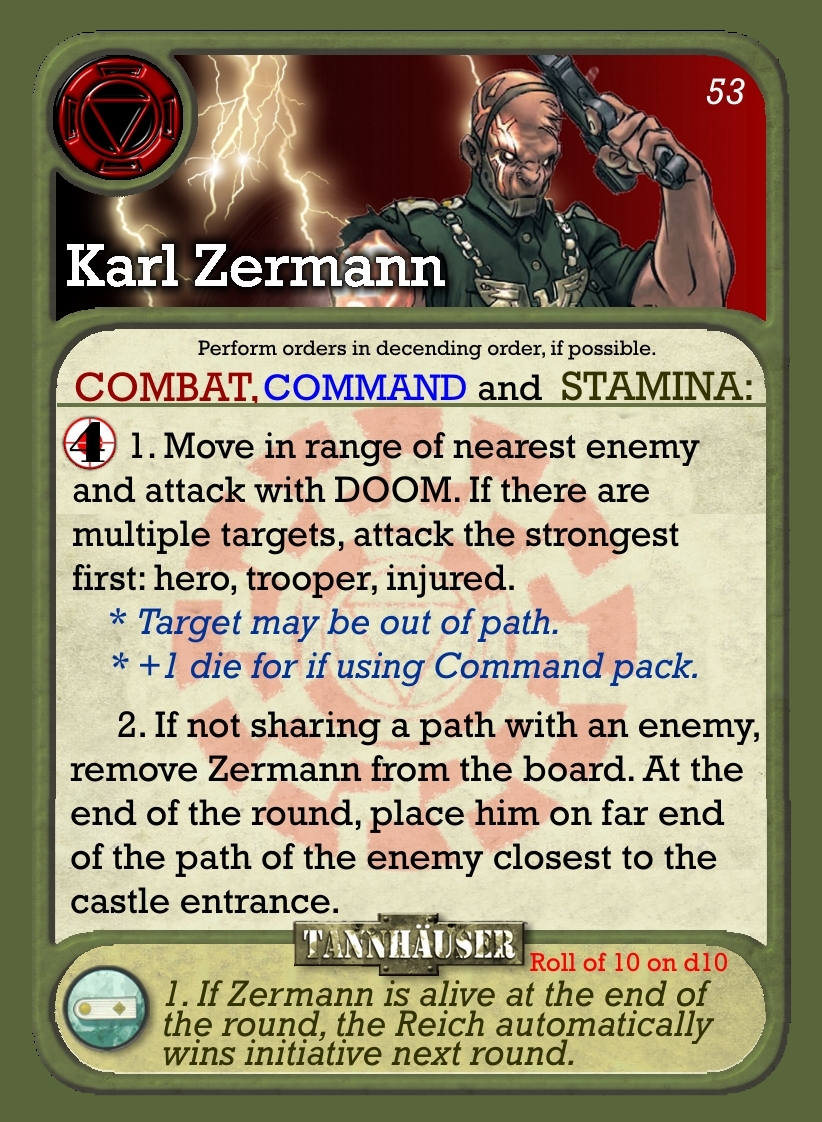 53
Karl Zermann
Perform orders in decending order, if possible.
COMBAT, COMMAND and STAMINA:
4 1. Move in range of nearest enemy
and attack with DOOM. If there are
multiple targets, attack the strongest
first: hero, trooper, injured.
* Target may be out of path.
* +1 die for if using Command pack.
2. If not sharing a path with an enemy,
remove Zermann from the board. At the
end of the round, place him on far end
of the path of the enemy closest to the
castle entrance.
TANNHÄUSER
Roll of 10 on d10
1. If Zermann is alive at the end of
the round, the Reich automatically
wins initiative next round.